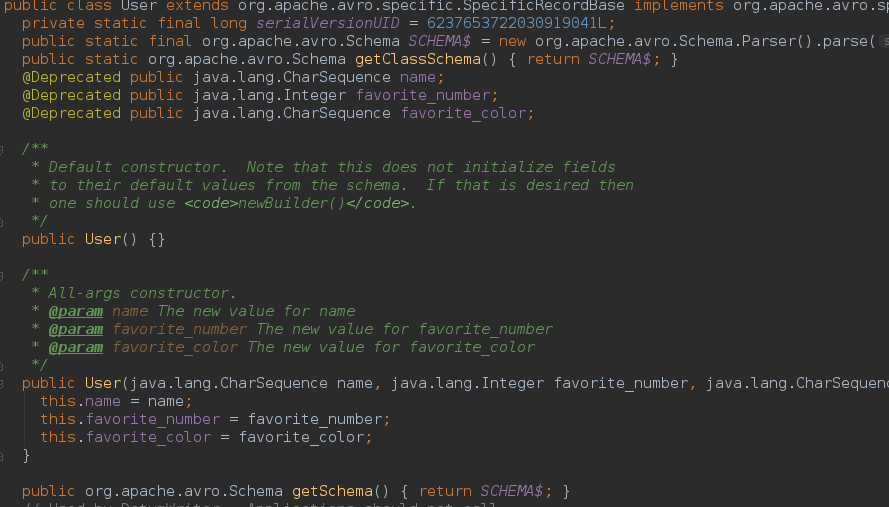 public class User extends org.apache.avro.specific.SpecificRecordBase implements org.apache.avro.sp
private static final long serialVersionUID = 6237653722030919041L;
public static final org.apache.avro.Schema SCHEMA$ = new org.apache.avro.Schema.Parser().parse(
public static org.apache.avro.Schema getClassSchema() { return SCHEMA$; }
@Deprecated public java.lang.CharSequence name;
@Deprecated public java.lang.Integer favorite_number;
@Deprecated public java.lang.CharSequence favorite_color;
/**
* Default constructor.  Note that this does not initialize fields
* to their default values from the schema.  If that is desired then
* one should use <code>newBuilder()</code>.
*/
public User() {}
/**
* All-args constructor.
* @param name The new value for name
* @param favorite_number The new value for favorite_number
* @param favorite_color The new value for favorite_color
*/
public User(java.lang.CharSequence name, java.lang.Integer favorite_number, java.lang.CharSequenc
this.name = name;
this.favorite_number = favorite_number;
this.favorite_color = favorite_color;
}
public org.apache.avro.Schema getSchema() { return SCHEMA$; }
// Used by DatumWriter.  Applications should not call.